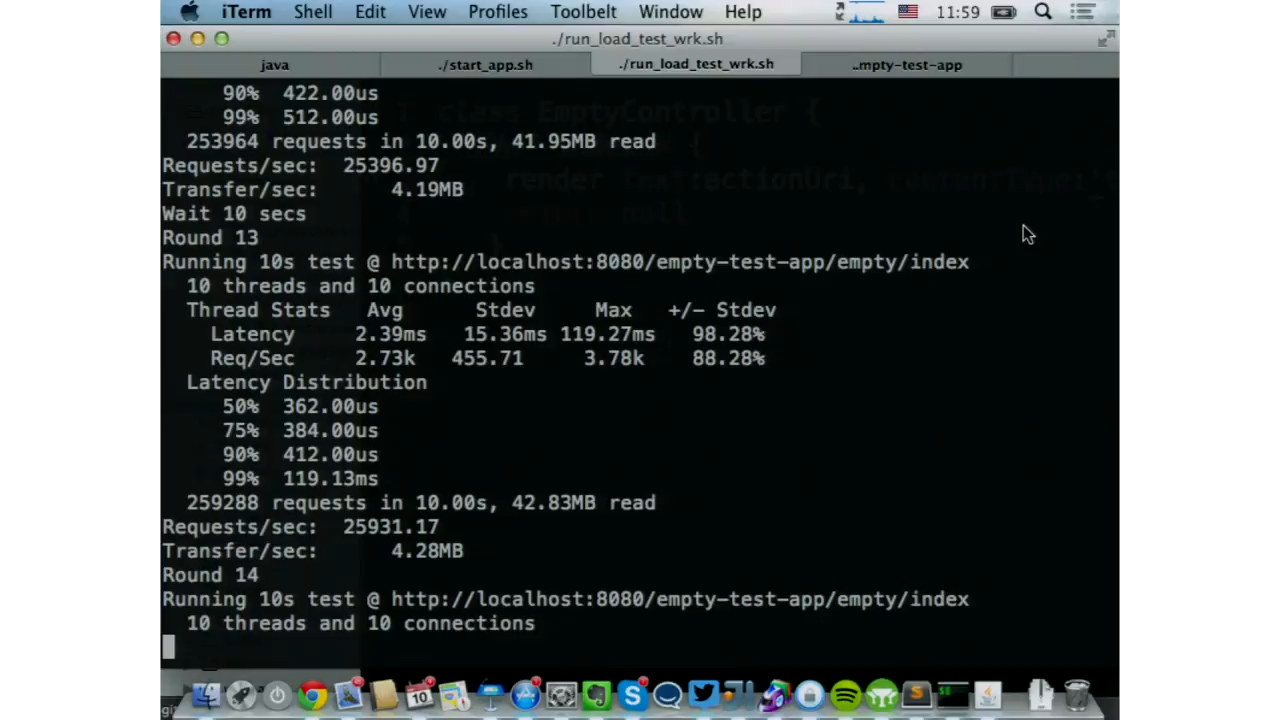 iTerm Shell Edit View Profiles Toolbelt Window Help 11:59
./run_load_test_wrk.sh
java ./start_app.sh ./run_load_test_wrk.sh ..mpty-test-app
90% 422.00us
99% 512.00us
253964 requests in 10.00s, 41.95MB read
Requests/sec: 25396.97
Transfer/sec: 4.19MB
Wait 10 secs
Round 13
Running 10s test @ http://localhost:8080/empty-test-app/empty/index
10 threads and 10 connections
Thread Stats Avg Stdev Max +/- Stdev
Latency 2.39ms 15.36ms 119.27ms 98.28%
Req/Sec 2.73k 455.71 3.78k 88.28%
Latency Distribution
50% 362.00us
75% 384.00us
90% 412.00us
99% 119.13ms
259288 requests in 10.00s, 42.83MB read
Requests/sec: 25931.17
Transfer/sec: 4.28MB
Round 14
Running 10s test @ http://localhost:8080/empty-test-app/empty/index
10 threads and 10 connections
class EmptyController {